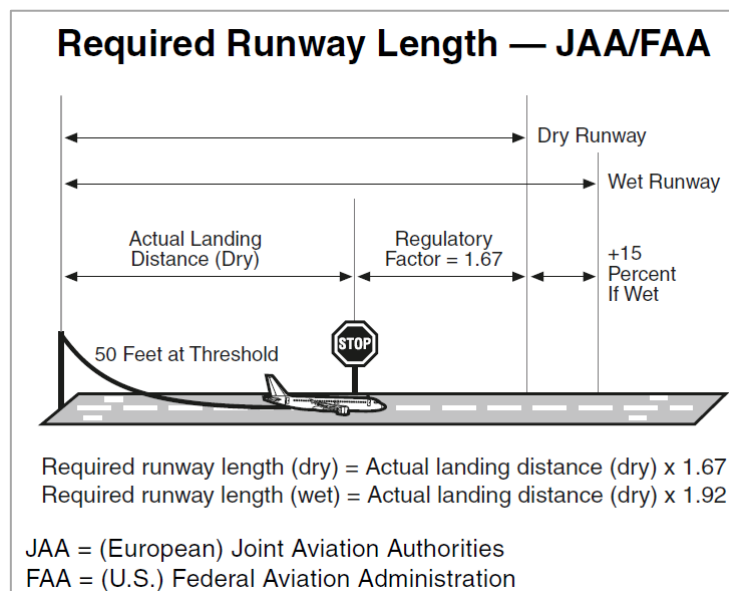 Required Runway Length — JAA/FAA
Dry Runway
Wet Runway
Actual Landing
Distance (Dry)
Regulatory
Factor = 1.67
+15
Percent
If Wet
STOP
50 Feet at Threshold
Required runway length (dry) = Actual landing distance (dry) x 1.67
Required runway length (wet) = Actual landing distance (dry) x 1.92
JAA = (European) Joint Aviation Authorities
FAA = (U.S.) Federal Aviation Administration